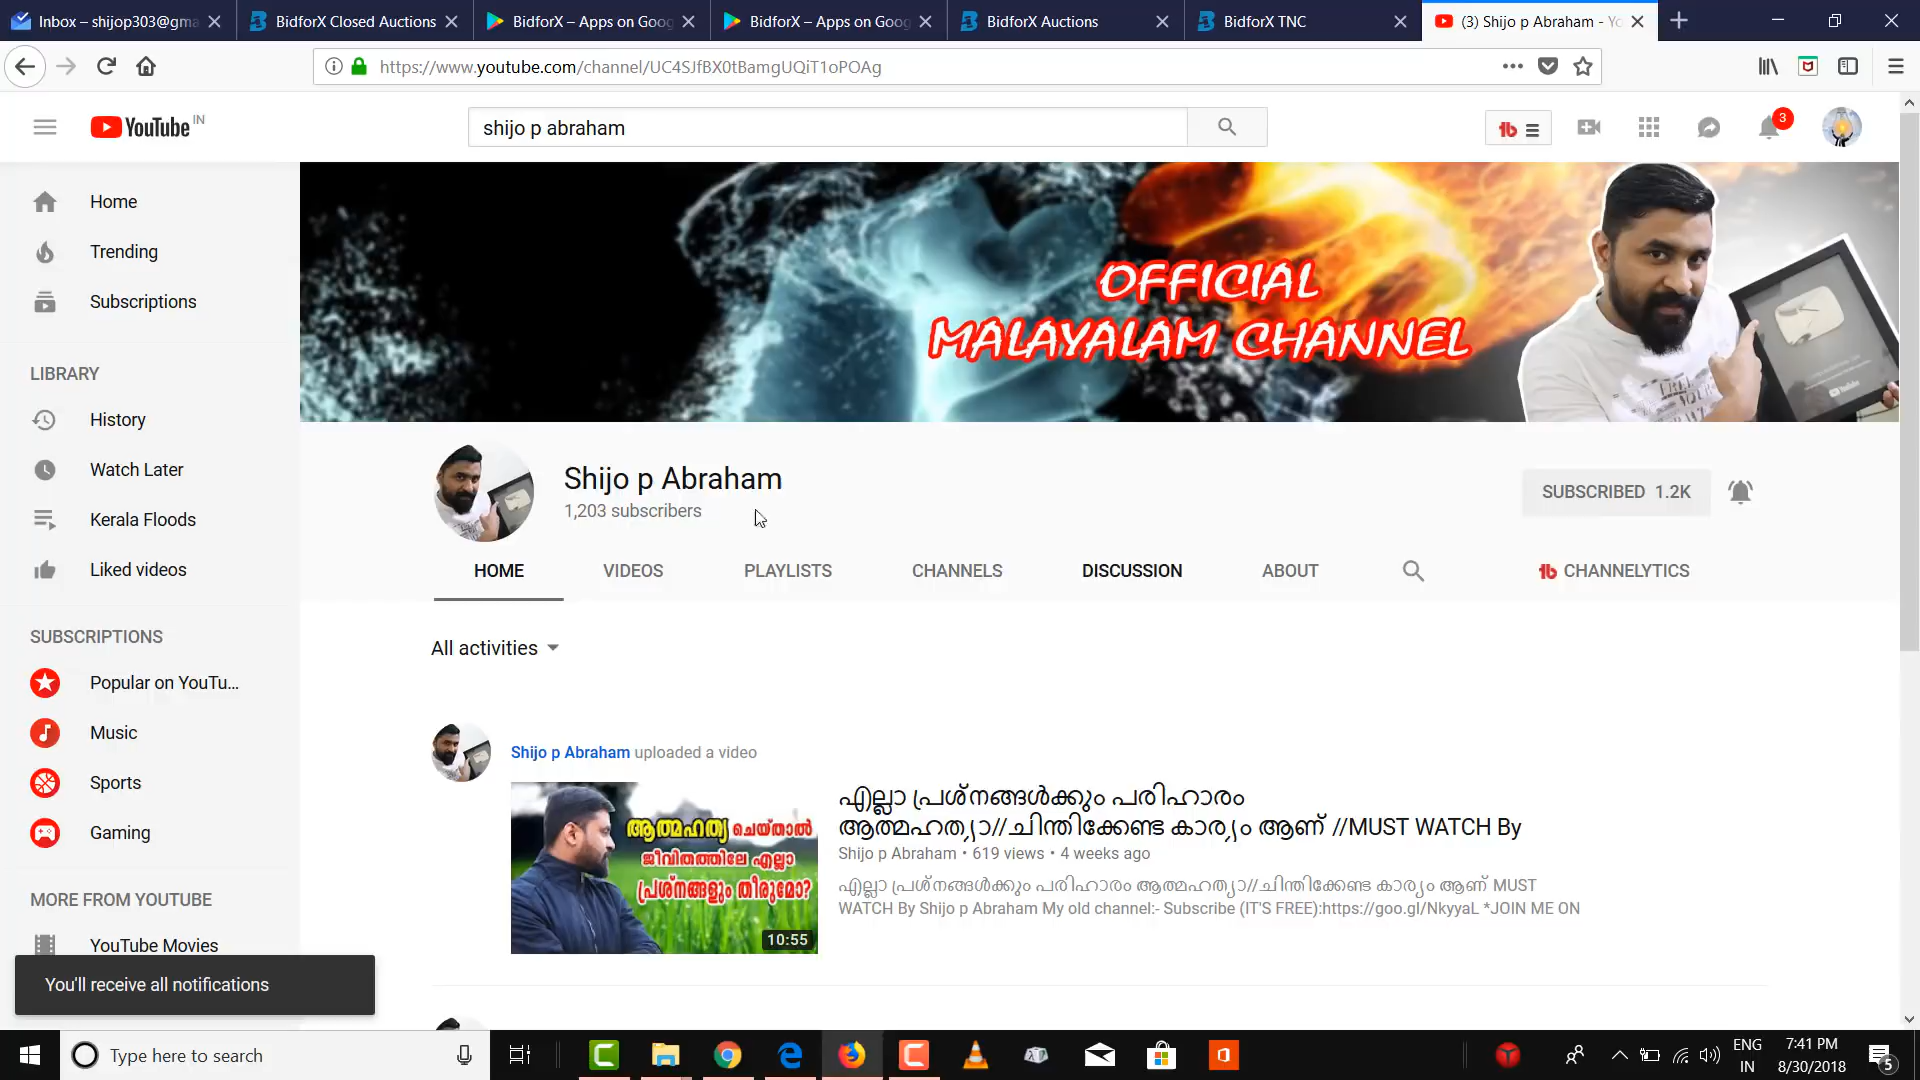 Inbox – shijop303@gma
BidforX Closed Auctions
BidforX – Apps on Goog
BidforX – Apps on Goog
BidforX Auctions
BidforX TNC
(3) Shijo p Abraham - Yo
https://www.youtube.com/channel/UC4SJfBX0tBamgUQiT1oPOAg
YouTube IN
shijo p abraham
tb
3
Home
Trending
Subscriptions
LIBRARY
History
Watch Later
Kerala Floods
Liked videos
SUBSCRIPTIONS
Popular on YouTu...
Music
Sports
Gaming
MORE FROM YOUTUBE
YouTube Movies
You'll receive all notifications
OFFICIAL
MALAYALAM CHANNEL
Shijo p Abraham
1,203 subscribers
SUBSCRIBED 1.2K
HOME
VIDEOS
PLAYLISTS
CHANNELS
DISCUSSION
ABOUT
tb CHANNELYTICS
All activities
Shijo p Abraham uploaded a video
ആത്മഹത്യ ചെയ്താൽ
ജീവിതത്തിലേ എല്ലാ
പ്രശ്നങ്ങളും തീരുമോ?
10:55
എല്ലാ പ്രശ്നങ്ങൾക്കും പരിഹാരം
ആത്മഹത്യാ//ചിന്തിക്കേണ്ട കാര്യം ആണ് //MUST WATCH By
Shijo p Abraham • 619 views • 4 weeks ago
എല്ലാ പ്രശ്നങ്ങൾക്കും പരിഹാരം ആത്മഹത്യാ//ചിന്തിക്കേണ്ട കാര്യം ആണ് MUST
WATCH By Shijo p Abraham My old channel:- Subscribe (IT'S FREE):https://goo.gl/NkyyaL *JOIN ME ON
Type here to search
ENG
IN
7:41 PM
8/30/2018
5